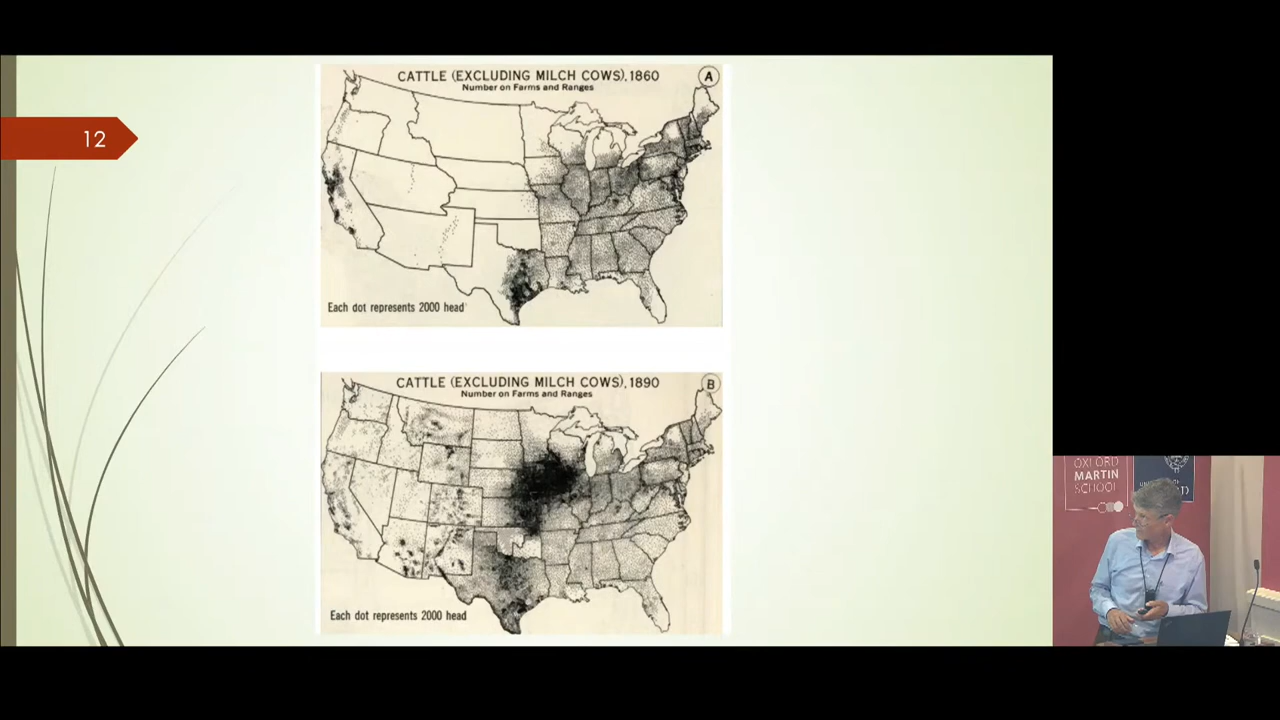 12
CATTLE (EXCLUDING MILCH COWS), 1860
Number on Farms and Ranges
A
Each dot represents 2000 head
CATTLE (EXCLUDING MILCH COWS), 1890
Number on Farms and Ranges
B
Each dot represents 2000 head
OXFORD
MARTIN
SCHOOL